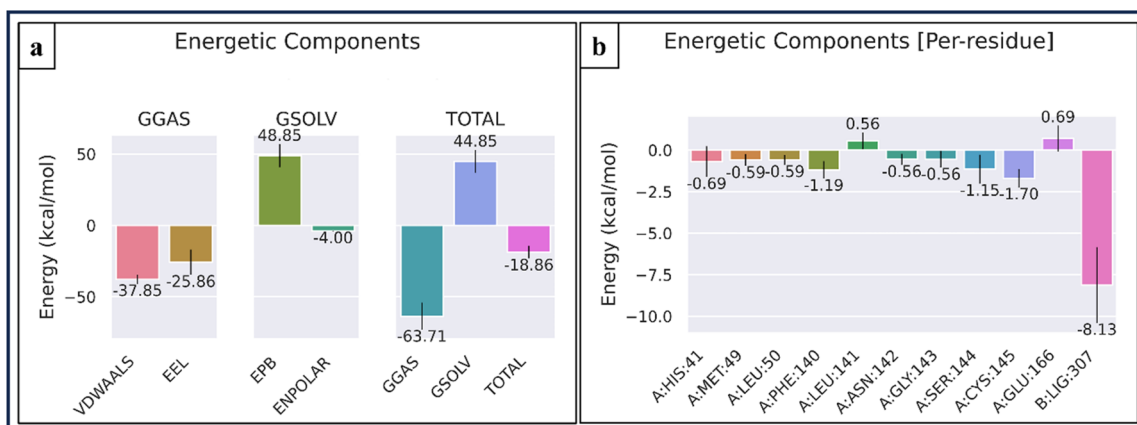 a
Energetic Components
GGAS
GSOLV
TOTAL
Energy (kcal/mol)
50
0
−50
-37.85
-25.86
48.85
-4.00
-63.71
44.85
-18.86
VDWAALS
EEL
EPB
ENPOLAR
GGAS
GSOLV
TOTAL
b
Energetic Components [Per-residue]
Energy (kcal/mol)
0.0
−2.5
−5.0
−7.5
−10.0
-0.69
-0.59
-0.59
-1.19
0.56
-0.56
-0.56
-1.15
-1.70
0.69
-8.13
A:HIS:41
A:MET:49
A:LEU:50
A:PHE:140
A:LEU:141
A:ASN:142
A:GLY:143
A:SER:144
A:CYS:145
A:GLU:166
B:LIG:307